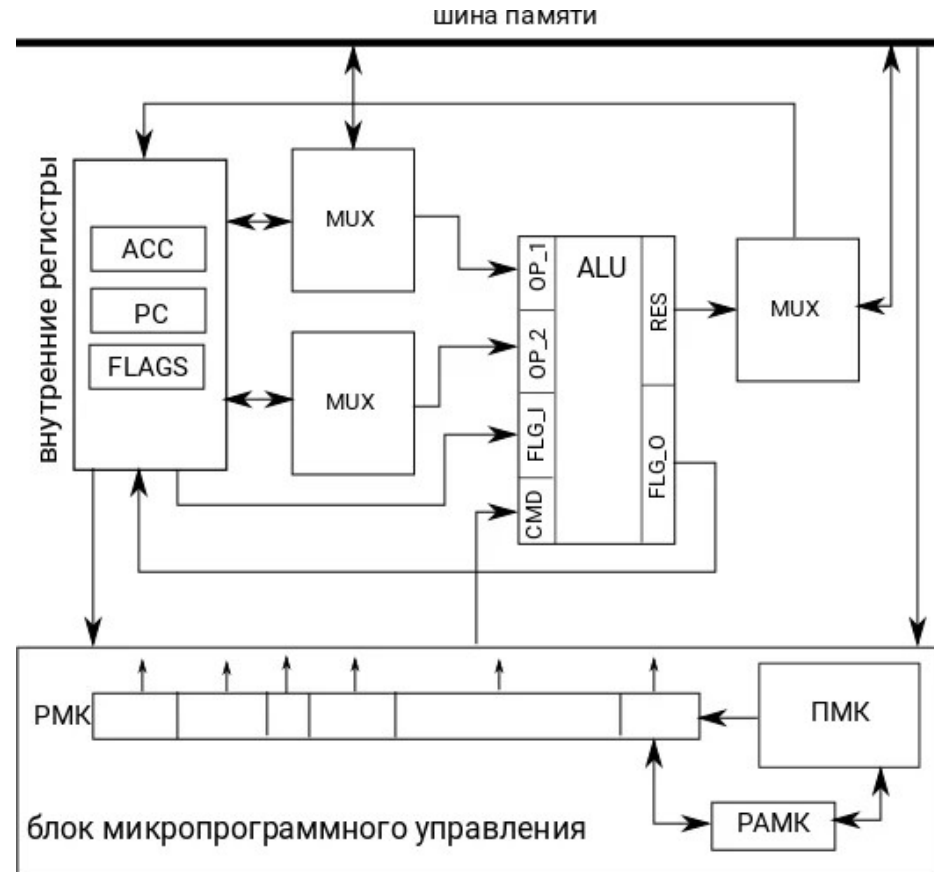 шина памяти
внутренние регистры
ACC
PC
FLAGS
MUX
MUX
OP_1
OP_2
FLG_I
CMD
ALU
RES
FLG_O
MUX
РМК
ПМК
РАМК
блок микропрограммного управления